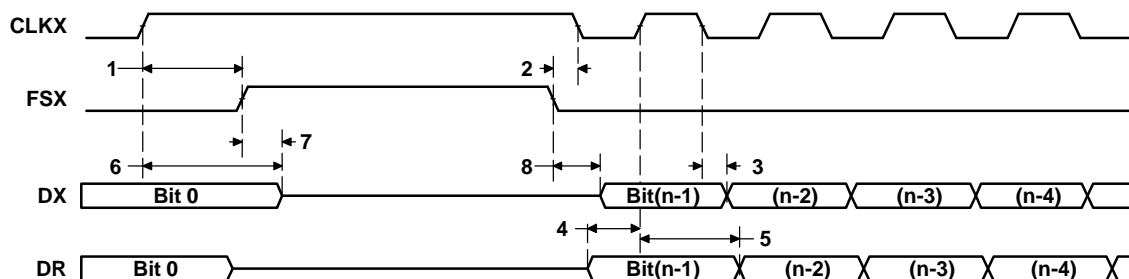 CLKX
1
2
FSX
7
6
8
3
DX
Bit 0
Bit(n-1)
(n-2)
(n-3)
(n-4)
4
5
DR
Bit 0
Bit(n-1)
(n-2)
(n-3)
(n-4)